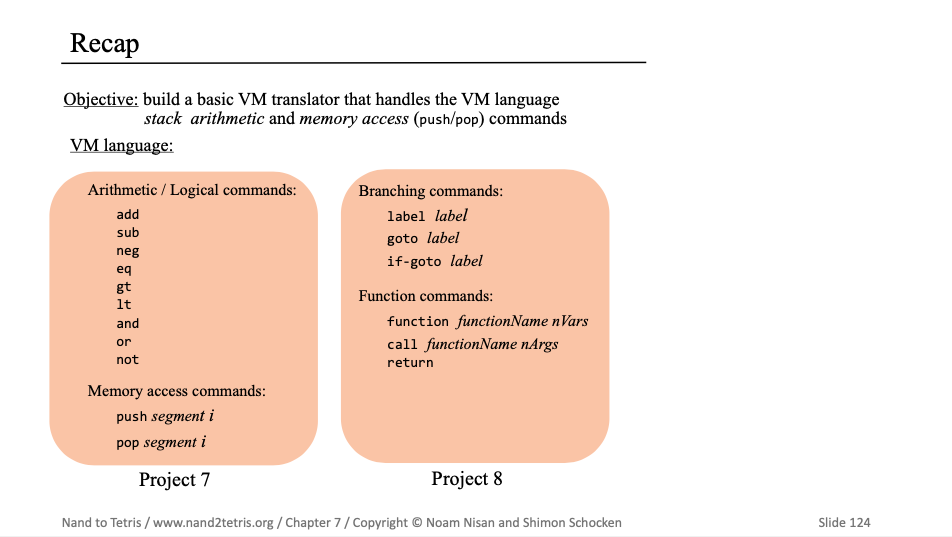 Recap
Objective: build a basic VM translator that handles the VM language
stack arithmetic and memory access (push/pop) commands
VM language:
Arithmetic / Logical commands:
add
sub
neg
eq
gt
lt
and
or
not
Memory access commands:
push segment i
pop segment i
Project 7
Branching commands:
label label
goto label
if-goto label
Function commands:
function functionName nVars
call functionName nArgs
return
Project 8
Nand to Tetris / www.nand2tetris.org / Chapter 7 / Copyright © Noam Nisan and Shimon Schocken
Slide 124